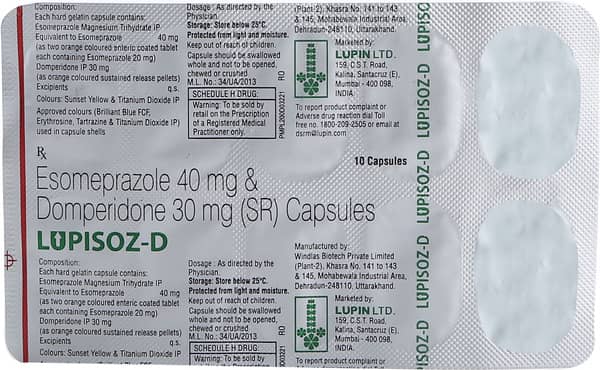 Composition:
Each hard gelatin capsule contains:
Esomeprazole Magnesium Trihydrate IP
Equivalent to Esomeprazole 40 mg
(as two orange coloured enteric coated tablet
each containing Esomeprazole 20 mg)
Domperidone IP 30 mg
(as orange coloured sustained release pellets)
Excipients q.s.
Colours: Sunset Yellow & Titanium Dioxide IP
Approved colours (Brilliant Blue FCF,
Erythrosine, Tartrazine & Titanium Dioxide IP)
used in capsule shells
Dosage : As directed by the
Physician.
Storage: Store below 25°C.
Protected from light and moisture.
Keep out of reach of children.
Capsule should be swallowed
whole and not to be opened,
chewed or crushed
M.L. No.: 34/UA/2013
SCHEDULE H DRUG:
Warning: To be sold by
retail on the Prescription
of a Registered Medical
Practitioner only.
RO
PMPL260003221
(Plant-2), Khasra No. 141 to 143
& 145, Mohabewala Industrial Area,
Dehradun-248110, Uttarakhand.
Marketed by:
LUPIN LTD.
159, C.S.T. Road,
Kalina, Santacruz (E),
Mumbai - 400 098,
INDIA.
To report product complaint or
Adverse drug reaction dial Toll
free no. 1800-209-2505 or email at
dsrm@lupin.com
LUPISOZ-D
10 Capsules
Rx
Esomeprazole 40 mg &
Domperidone 30 mg (SR) Capsules
LUPISOZ-D
Composition:
Each hard gelatin capsule contains:
Esomeprazole Magnesium Trihydrate IP
Equivalent to Esomeprazole 40 mg
(as two orange coloured enteric coated tablet
each containing Esomeprazole 20 mg)
Domperidone IP 30 mg
(as orange coloured sustained release pellets)
Excipients q.s.
Colours: Sunset Yellow & Titanium Dioxide IP
Dosage : As directed by the
Physician.
Storage: Store below 25°C.
Protected from light and moisture.
Keep out of reach of children.
Capsule should be swallowed
whole and not to be opened,
chewed or crushed
M.L. No.: 34/UA/2013
SCHEDULE H DRUG:
Warning: To be sold by
RO
Manufactured by:
Windlas Biotech Private Limited
(Plant-2), Khasra No. 141 to 143
& 145, Mohabewala Industrial Area,
Dehradun-248110, Uttarakhand.
Marketed by:
LUPIN LTD.
159, C.S.T. Road,
Kalina, Santacruz (E),
Mumbai - 400 098,
INDIA.
To report product complaint or
LUPISOZ-D